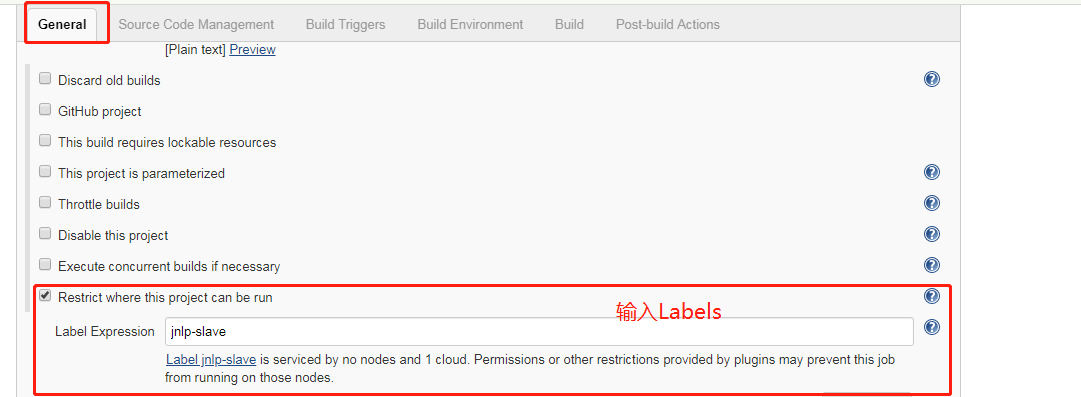 General Source Code Management Build Triggers Build Environment Build Post-build Actions
[Plain text] Preview
Discard old builds
GitHub project
This build requires lockable resources
This project is parameterized
Throttle builds
Disable this project
Execute concurrent builds if necessary
Restrict where this project can be run
输入Labels
Label Expression jnlp-slave
Label jnlp-slave is serviced by no nodes and 1 cloud. Permissions or other restrictions provided by plugins may prevent this job
from running on those nodes.